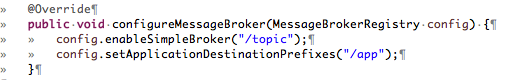 @Override
public void configureMessageBroker(MessageBrokerRegistry config) {
config.enableSimpleBroker("/topic");
config.setApplicationDestinationPrefixes("/app");
}